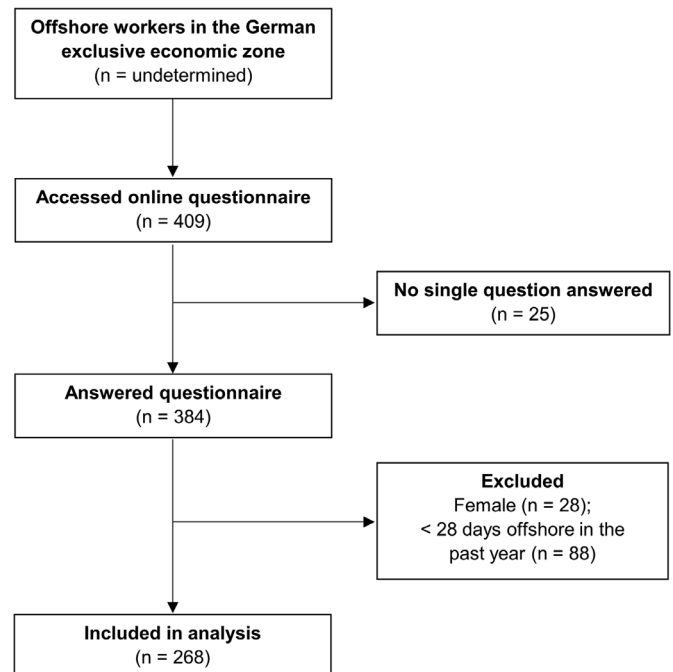 Offshore workers in the German
exclusive economic zone
(n = undetermined)
Accessed online questionnaire
(n = 409)
No single question answered
(n = 25)
Answered questionnaire
(n = 384)
Excluded
Female (n = 28);
< 28 days offshore in the
past year (n = 88)
Included in analysis
(n = 268)